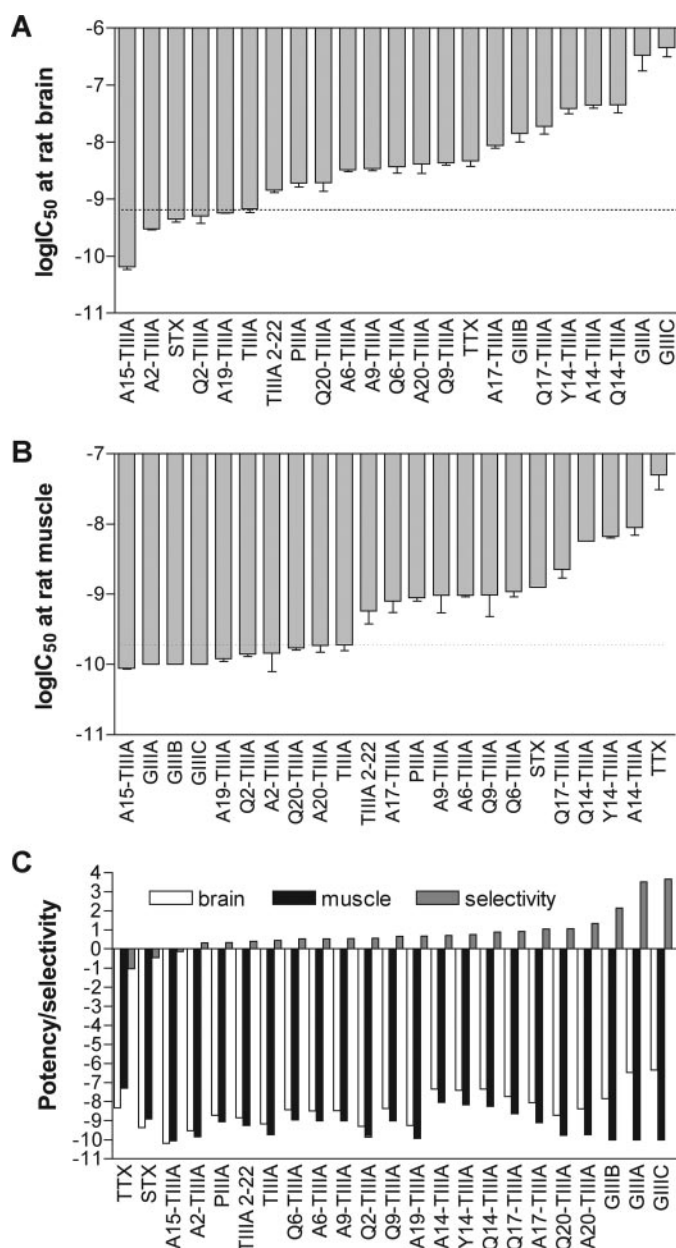 A
logIC50 at rat brain
-6
-7
-8
-9
-10
-11
A15-TIIIA
A2-TIIIA
STX
Q2-TIIIA
A19-TIIIA
TIIIA
TIIIA 2-22
PIIIA
Q20-TIIIA
A6-TIIIA
A9-TIIIA
Q6-TIIIA
A20-TIIIA
Q9-TIIIA
TTX
A17-TIIIA
GIIIB
Q17-TIIIA
Y14-TIIIA
A14-TIIIA
Q14-TIIIA
GIIIA
GIIIC
B
logIC50 at rat muscle
-7
-8
-9
-10
-11
A15-TIIIA
GIIIA
GIIIB
GIIIC
A19-TIIIA
Q2-TIIIA
A2-TIIIA
Q20-TIIIA
A20-TIIIA
TIIIA
TIIIA 2-22
A17-TIIIA
PIIIA
A9-TIIIA
A6-TIIIA
Q9-TIIIA
Q6-TIIIA
STX
Q17-TIIIA
Q14-TIIIA
Y14-TIIIA
A14-TIIIA
TTX
C
Potency/selectivity
4
3
2
1
0
-1
-2
-3
-4
-5
-6
-7
-8
-9
-10
-11
brain
muscle
selectivity
TTX
STX
A15-TIIIA
A2-TIIIA
PIIIA
TIIIA 2-22
TIIIA
Q6-TIIIA
A6-TIIIA
A9-TIIIA
Q2-TIIIA
Q9-TIIIA
A19-TIIIA
A14-TIIIA
Y14-TIIIA
Q14-TIIIA
Q17-TIIIA
A17-TIIIA
Q20-TIIIA
A20-TIIIA
GIIIB
GIIIA
GIIIC